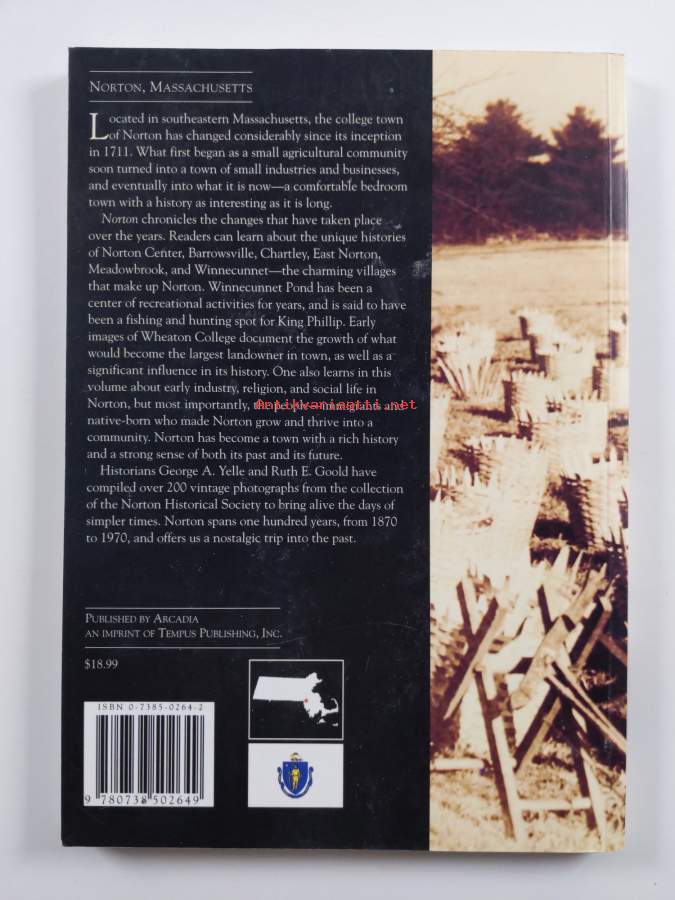 NORTON, MASSACHUSETTS
Located in southeastern Massachusetts, the college town
of Norton has changed considerably since its inception
in 1711. What first began as a small agricultural community
soon turned into a town of small industries and businesses,
and eventually into what it is now—a comfortable bedroom
town with a history as interesting as it is long.
Norton chronicles the changes that have taken place
over the years. Readers can learn about the unique histories
of Norton Center, Barrowsville, Chartley, East Norton,
Meadowbrook, and Winnecunnet—the charming villages
that make up Norton. Winnecunnet Pond has been a
center of recreational activities for years, and is said to have
been a fishing and hunting spot for King Phillip. Early
images of Wheaton College document the growth of what
would become the largest landowner in town, as well as a
significant influence in its history. One also learns in this
volume about early industry, religion, and social life in
Norton, but most importantly, the people—immigrants and
Antikvariaatti.net
native-born who made Norton grow and thrive into a
community. Norton has become a town with a rich history
and a strong sense of both its past and its future.
Historians George A. Yelle and Ruth E. Goold have
compiled over 200 vintage photographs from the collection
of the Norton Historical Society to bring alive the days of
simpler times. Norton spans one hundred years, from 1870
to 1970, and offers us a nostalgic trip into the past.
PUBLISHED BY ARCADIA
AN IMPRINT OF TEMPUS PUBLISHING, INC.
$18.99
ISBN 0-7385-0264-2
9 780738 502649